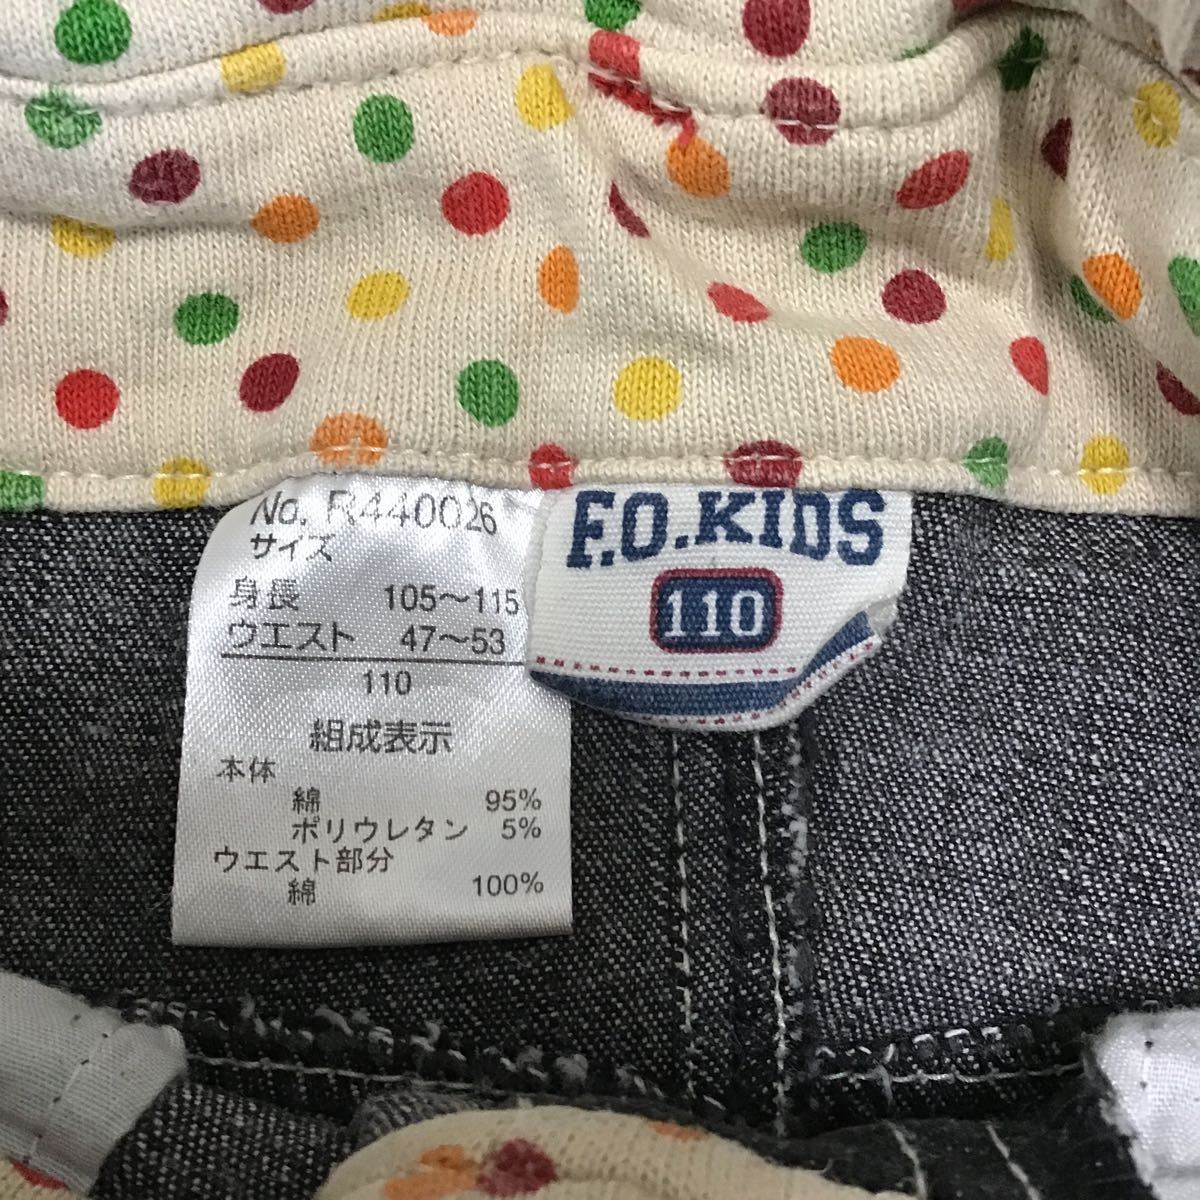 No. R440026
サイズ
身長 105〜115
ウエスト 47〜53
110
組成表示
本体
綿 95%
ポリウレタン 5%
ウエスト部分
綿 100%
F.O.KIDS
110